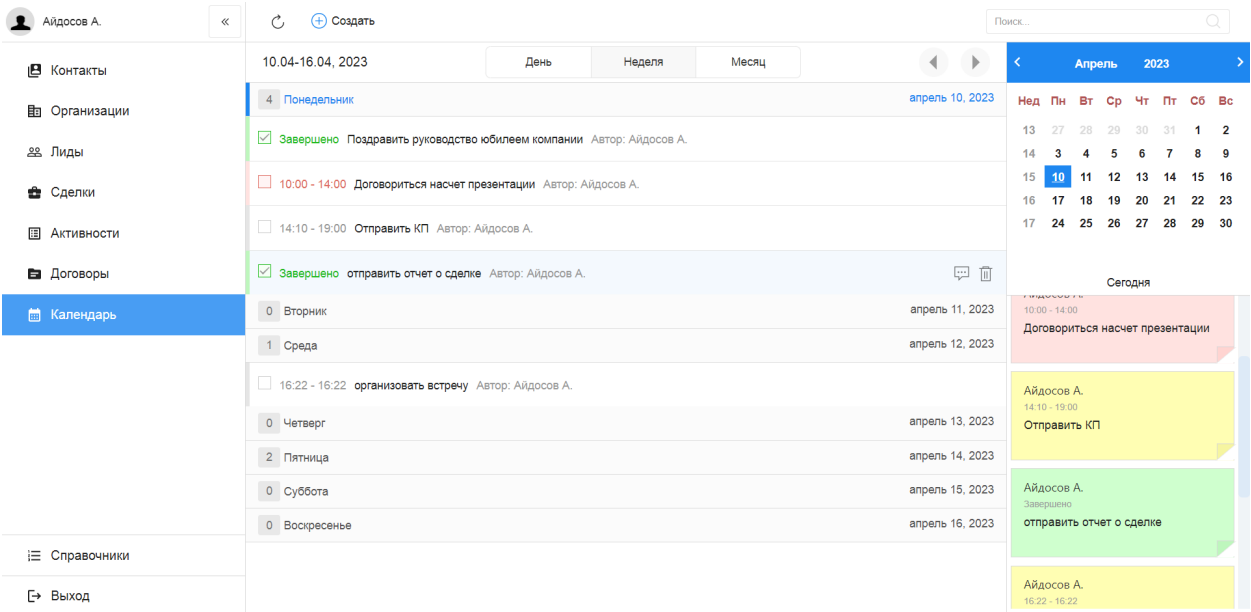 Айдосов А.
«
Создать
Поиск...
Контакты
Организации
Лиды
Сделки
Активности
Договоры
Календарь
Справочники
Выход
10.04-16.04, 2023
День Неделя Месяц
4 Понедельник апрель 10, 2023
Завершено Поздравить руководство юбилеем компании Автор: Айдосов А.
10:00 - 14:00 Договориться насчет презентации Автор: Айдосов А.
14:10 - 19:00 Отправить КП Автор: Айдосов А.
Завершено отправить отчет о сделке Автор: Айдосов А.
0 Вторник апрель 11, 2023
1 Среда апрель 12, 2023
16:22 - 16:22 организовать встречу Автор: Айдосов А.
0 Четверг апрель 13, 2023
2 Пятница апрель 14, 2023
0 Суббота апрель 15, 2023
0 Воскресенье апрель 16, 2023
Апрель 2023
Нед Пн Вт Ср Чт Пт Сб Вс
13 27 28 29 30 31 1 2
14 3 4 5 6 7 8 9
15 10 11 12 13 14 15 16
16 17 18 19 20 21 22 23
17 24 25 26 27 28 29 30
Сегодня
Айдосов А.
10:00 - 14:00
Договориться насчет презентации
Айдосов А.
14:10 - 19:00
Отправить КП
Айдосов А.
Завершено
отправить отчет о сделке
Айдосов А.
16:22 - 16:22